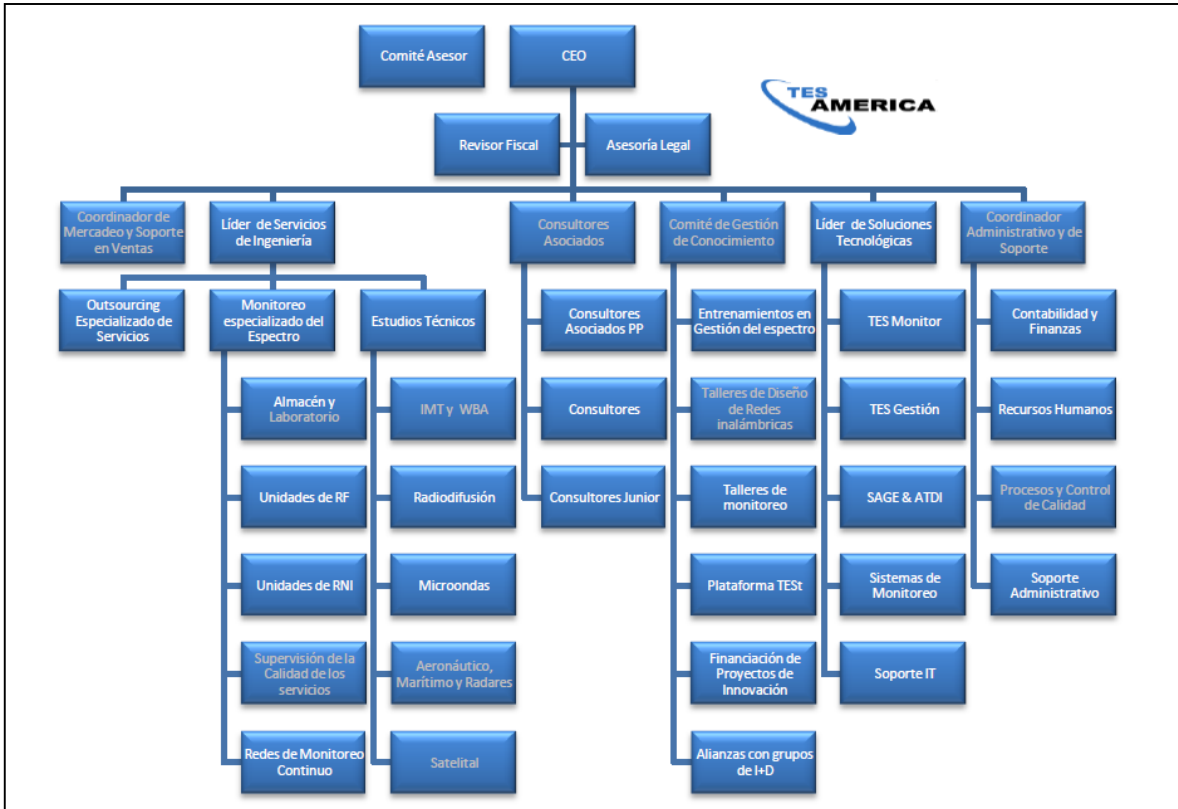 Comité Asesor
CEO
TES
AMERICA
Revisor Fiscal
Asesoría Legal
Coordinador de
Mercadeo y Soporte
en Ventas
Líder de Servicios
de Ingeniería
Consultores
Asociados
Comité de Gestión
de Conocimiento
Líder de Soluciones
Tecnológicas
Coordinador
Administrativo y de
Soporte
Outsourcing
Especializado de
Servicios
Monitoreo
especializado del
Espectro
Estudios Técnicos
Consultores
Asociados PP
Entrenamientos en
Gestión del espectro
TES Monitor
Contabilidad y
Finanzas
Almacén y
Laboratorio
IMT y WBA
Consultores
Talleres de Diseño
de Redes
inalámbricas
TES Gestión
Recursos Humanos
Unidades de RF
Radiodifusión
Consultores Junior
Talleres de
monitoreo
SAGE & ATDI
Procesos y Control
de Calidad
Unidades de RNI
Microondas
Plataforma TESt
Sistemas de
Monitoreo
Soporte
Administrativo
Supervisión de la
Calidad de los
servicios
Aeronáutico,
Marítimo y Radares
Financiación de
Proyectos de
Innovación
Soporte IT
Redes de Monitoreo
Continuo
Satelital
Alianzas con grupos
de I+D